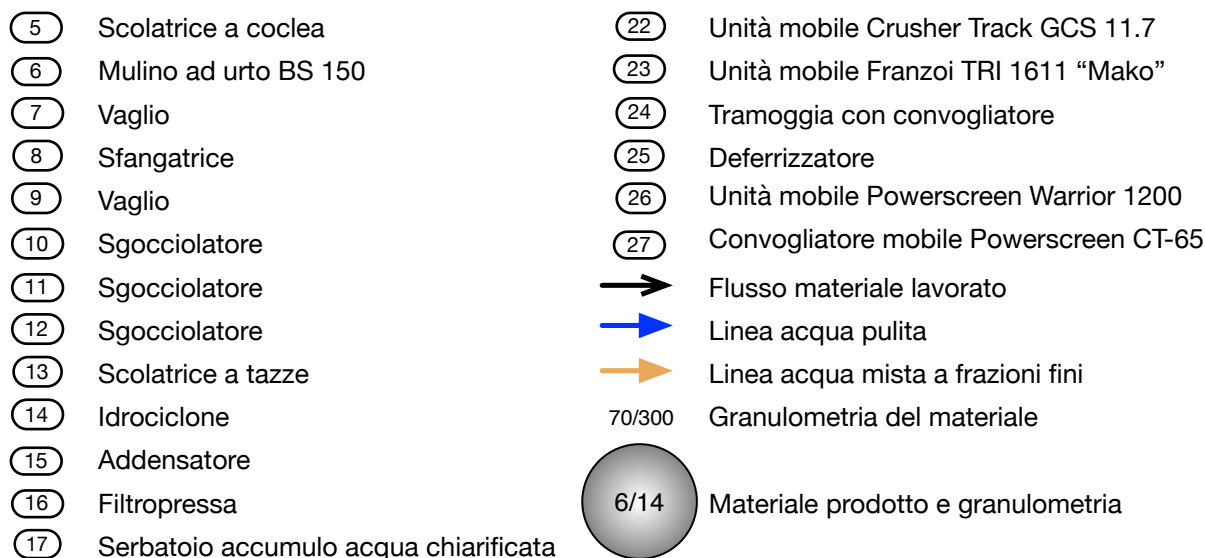 5 Scolatrice a coclea
6 Mulino ad urto BS 150
7 Vaglio
8 Sfangatrice
9 Vaglio
10 Sgocciolatore
11 Sgocciolatore
12 Sgocciolatore
13 Scolatrice a tazze
14 Idrociclone
15 Addensatore
16 Filtropressa
17 Serbatoio accumulo acqua chiarificata
22 Unità mobile Crusher Track GCS 11.7
23 Unità mobile Franzoi TRI 1611 “Mako”
24 Tramoggia con convogliatore
25 Deferrizzatore
26 Unità mobile Powerscreen Warrior 1200
27 Convogliatore mobile Powerscreen CT-65
Flusso materiale lavorato
Linea acqua pulita
Linea acqua mista a frazioni fini
70/300 Granulometria del materiale
6/14 Materiale prodotto e granulometria